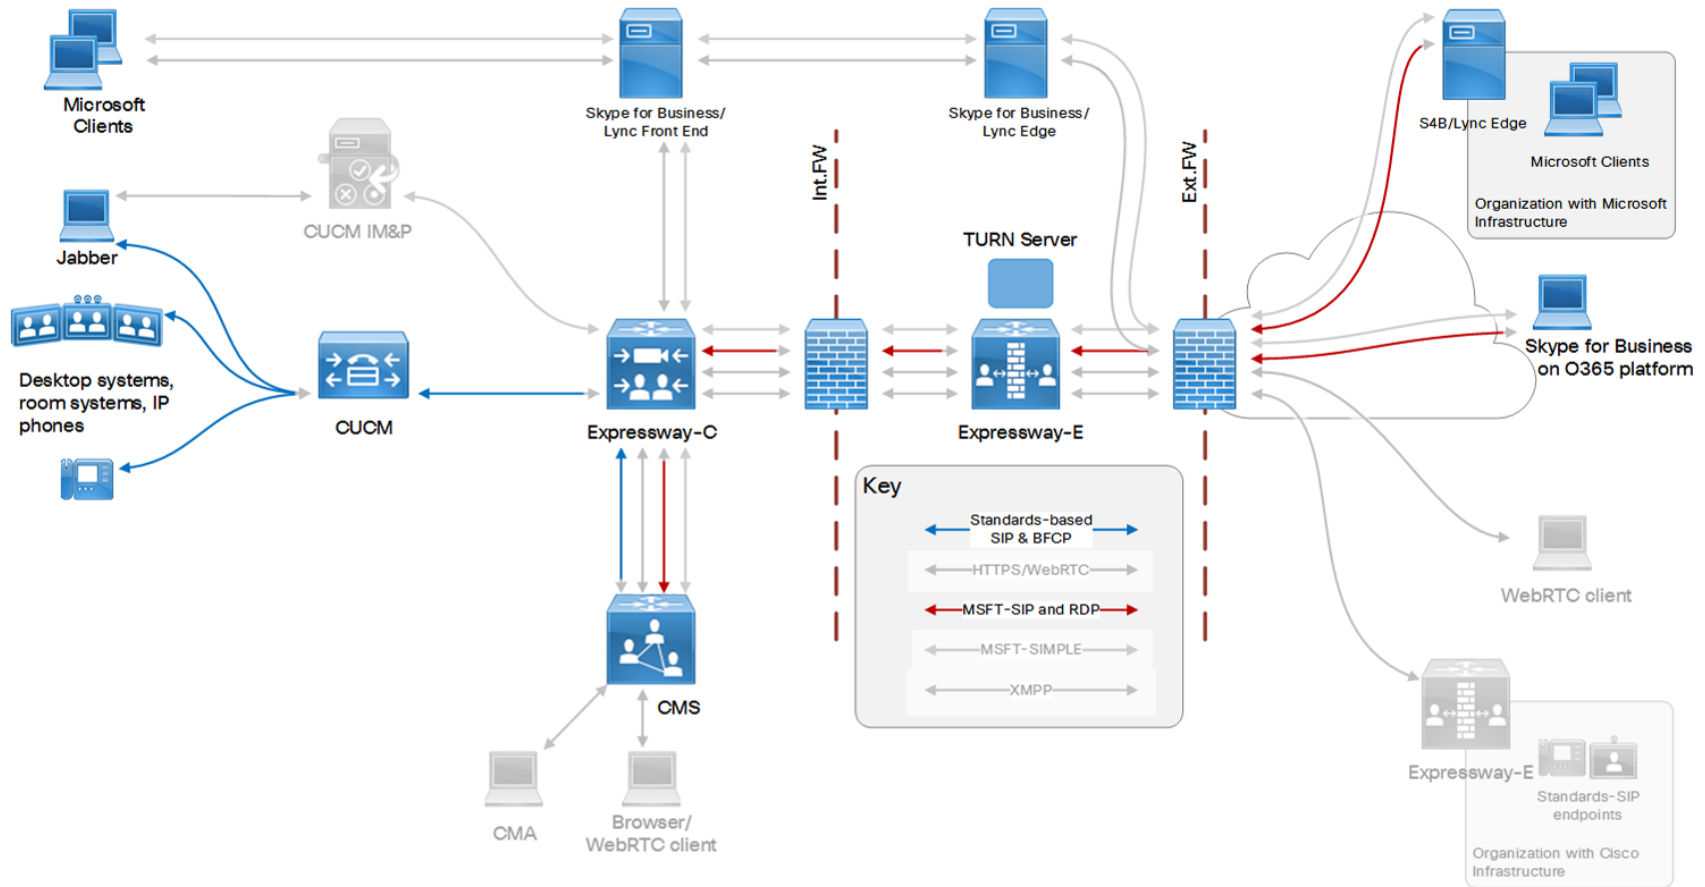 Microsoft
Clients
Skype for Business/
Lync Front End
Skype for Business/
Lync Edge
S4B/Lync Edge
Microsoft Clients
Organization with Microsoft
Infrastructure
Int.FW
Ext.FW
CUCM IM&P
Jabber
TURN Server
Desktop systems,
room systems, IP
phones
CUCM
Expressway-C
Expressway-E
Skype for Business
on O365 platform
Key
Standards-based
SIP & BFCP
HTTPS/WebRTC
MSFT-SIP and RDP
MSFT-SIMPLE
XMPP
WebRTC client
CMS
CMA
Browser/
WebRTC client
Expressway-E
Standards-SIP
endpoints
Organization with Cisco
Infrastructure